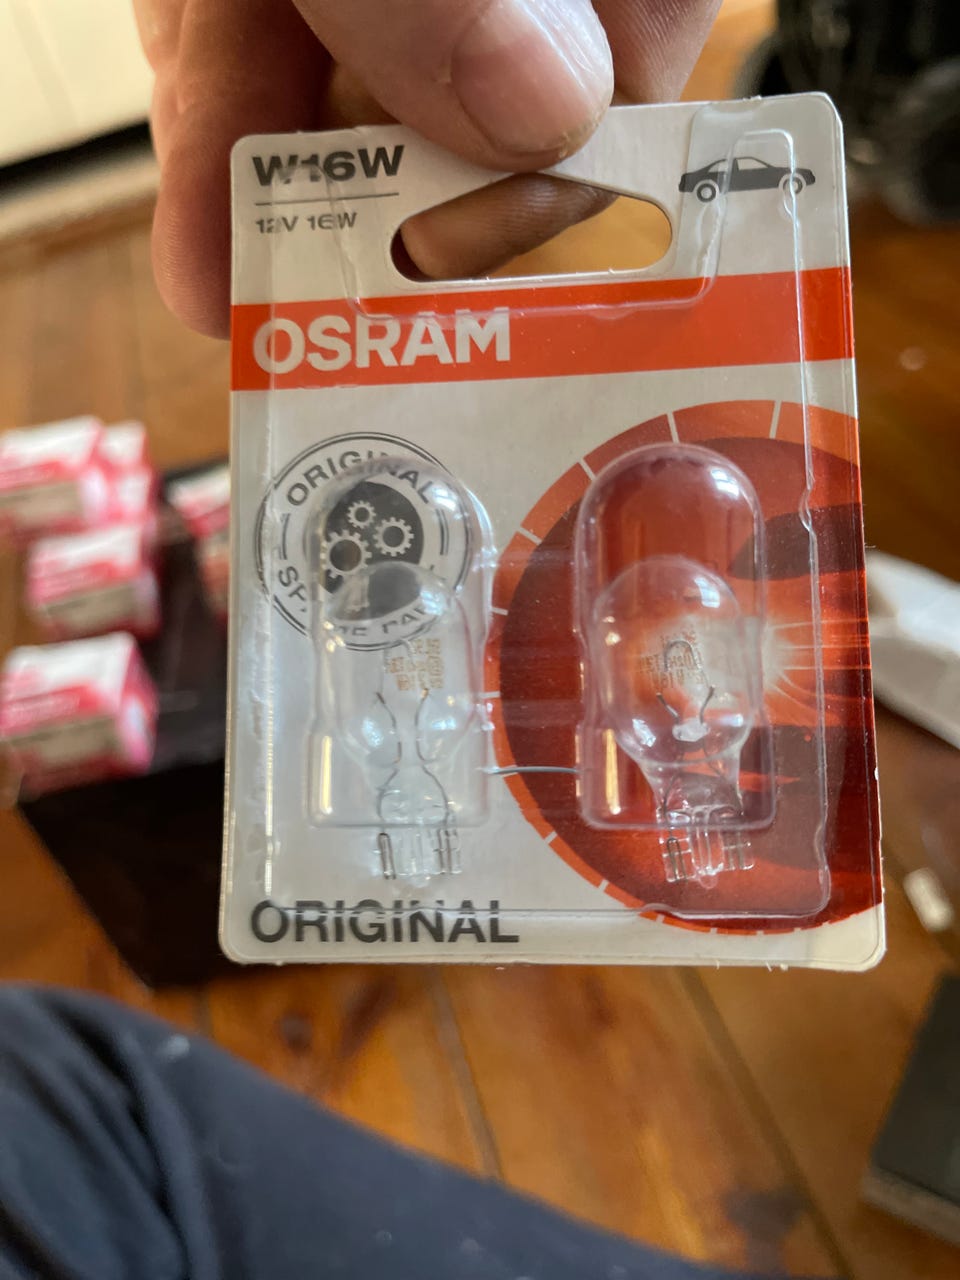 W16W
12V 16W
OSRAM
ORIGINAL
ORIGINAL